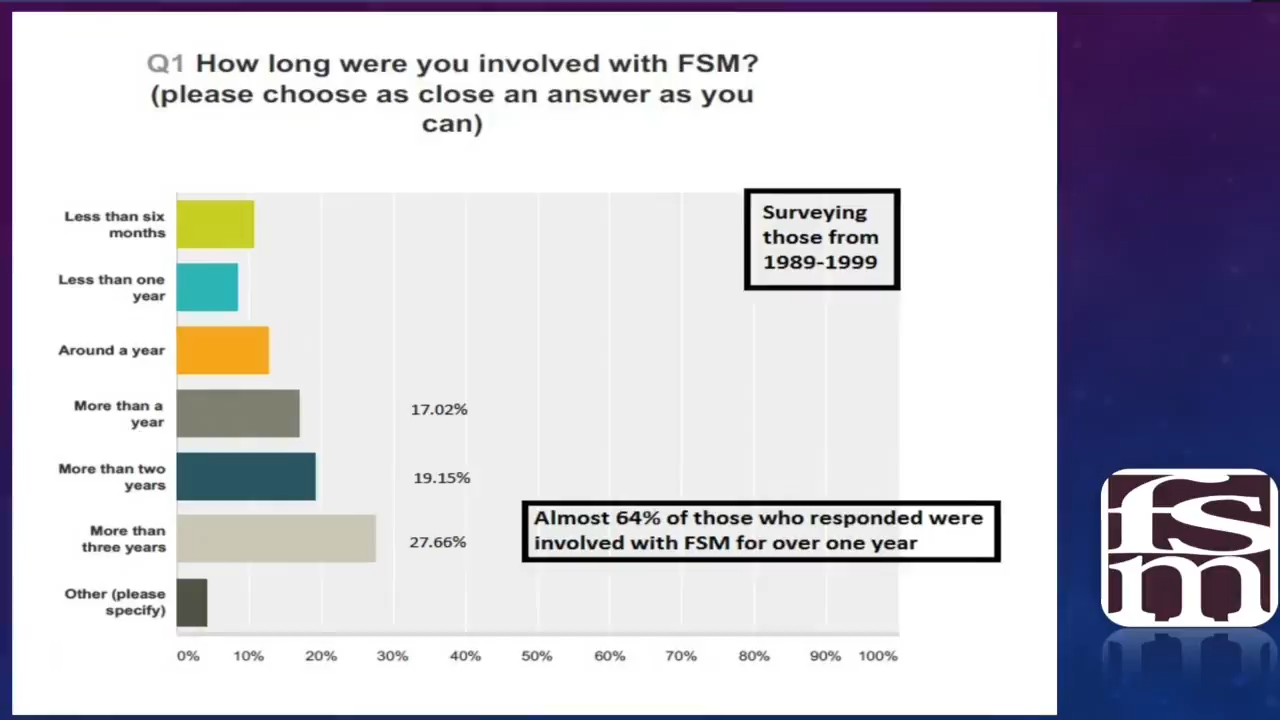 Q1 How long were you involved with FSM?
(please choose as close an answer as you
can)
Surveying
those from
1989-1999
Less than six
months
Less than one
year
Around a year
More than a
year
17.02%
More than two
years
19.15%
More than
three years
27.66%
Almost 64% of those who responded were
involved with FSM for over one year
Other (please
specify)
0% 10% 20% 30% 40% 50% 60% 70% 80% 90% 100%
fs
m